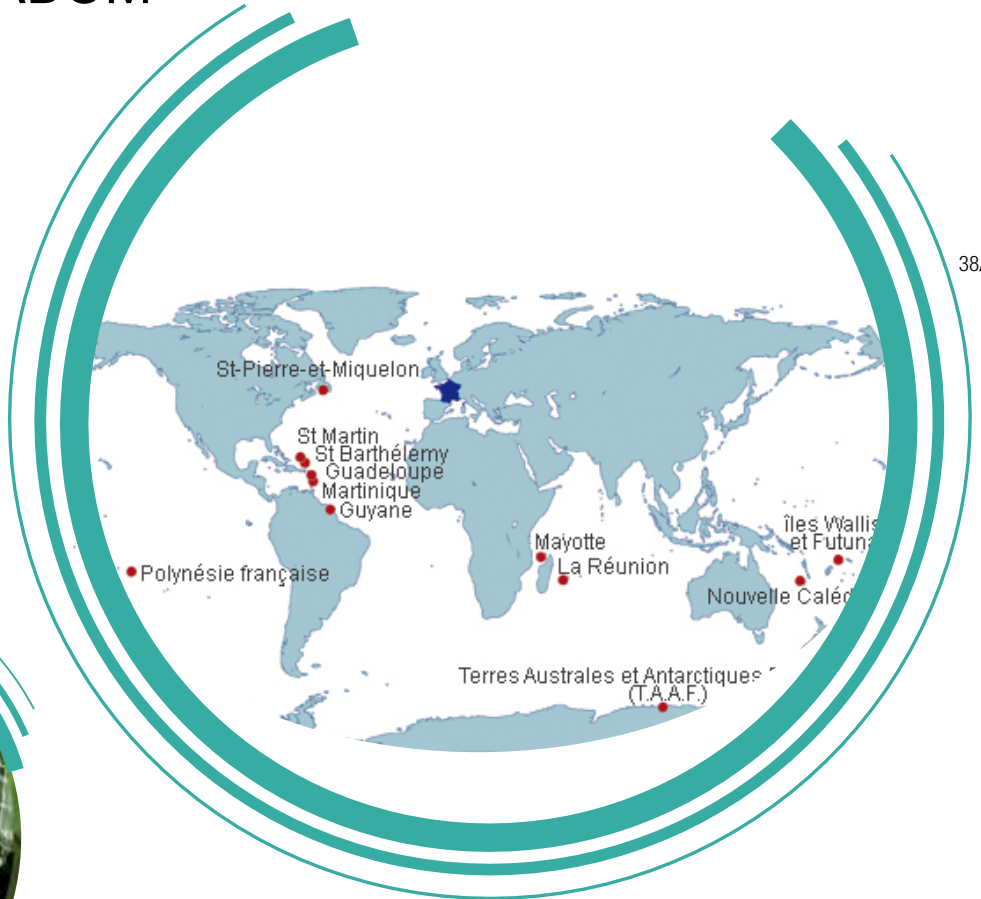 38/
St-Pierre-et-Miquelon
St Martin
St Barthélemy
Guadeloupe
Martinique
Guyane
îles Wallis
et Futuna
Mayotte
La Réunion
Polynésie française
Nouvelle Caléd
Terres Australes et Antarctiques
(T.A.A.F.)